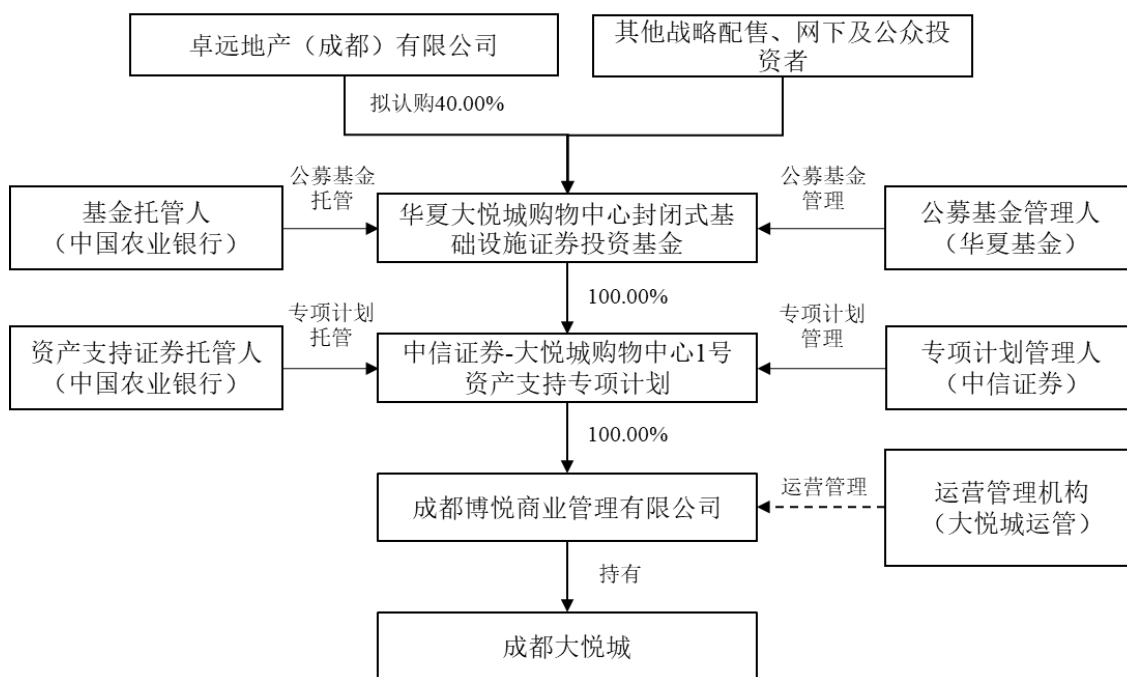 卓远地产（成都）有限公司
其他战略配售、网下及公众投
资者
拟认购40.00%
公募基金
托管
公募基金
管理
基金托管人
（中国农业银行）
华夏大悦城购物中心封闭式基
础设施证券投资基金
公募基金管理人
（华夏基金）
100.00%
专项计划
托管
专项计划
管理
资产支持证券托管人
（中国农业银行）
中信证券-大悦城购物中心1号
资产支持专项计划
专项计划管理人
（中信证券）
100.00%
成都博悦商业管理有限公司
运营管理
运营管理机构
（大悦城运管）
持有
成都大悦城